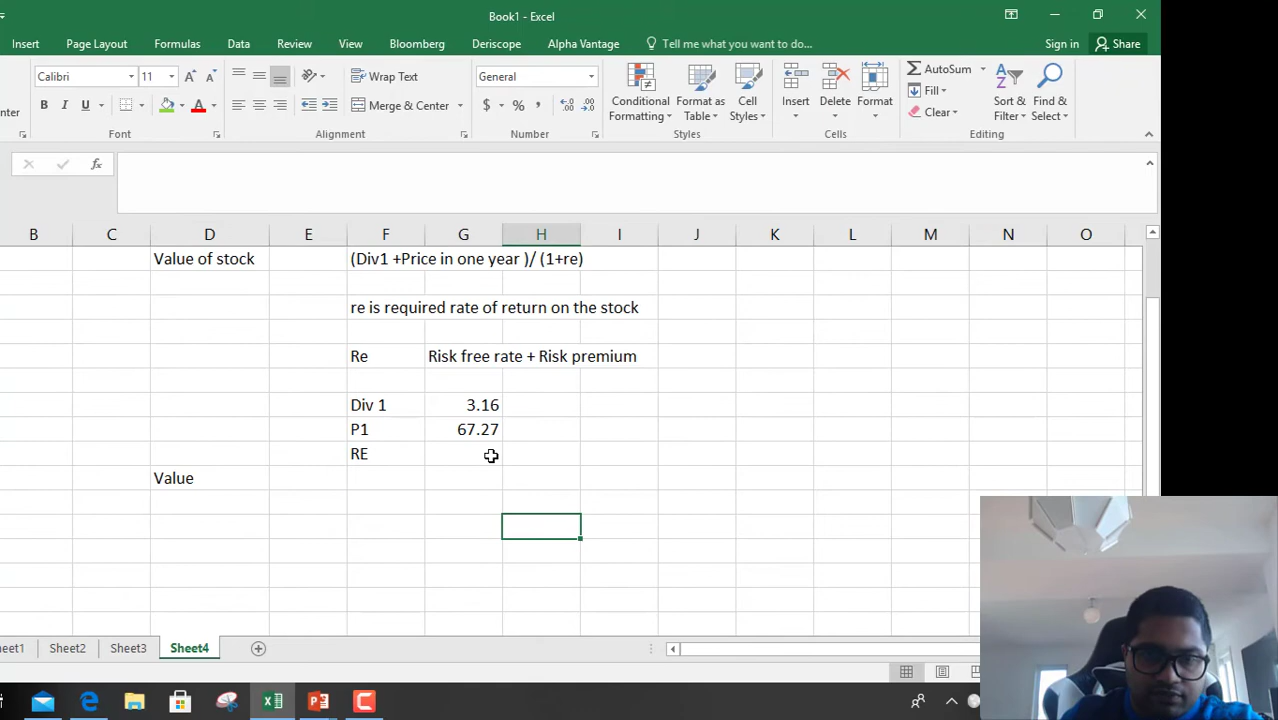 Book1 - Excel
Insert Page Layout Formulas Data Review View Bloomberg Deriscope Alpha Vantage Tell me what you want to do... Sign in Share
Calibri 11 A A Wrap Text General Conditional Formatting Format as Table Cell Styles Insert Delete Format AutoSum Sort & Filter Find & Select
B I U A Merge & Center $ % , Fill
Clear
Font Alignment Number Styles Cells Editing
fx
B C D E F G H I J K L M N O
Value of stock (Div1 +Price in one year )/ (1+re)
re is required rate of return on the stock
Re Risk free rate + Risk premium
Div 1 3.16
P1 67.27
RE
Value
Sheet2 Sheet3 Sheet4